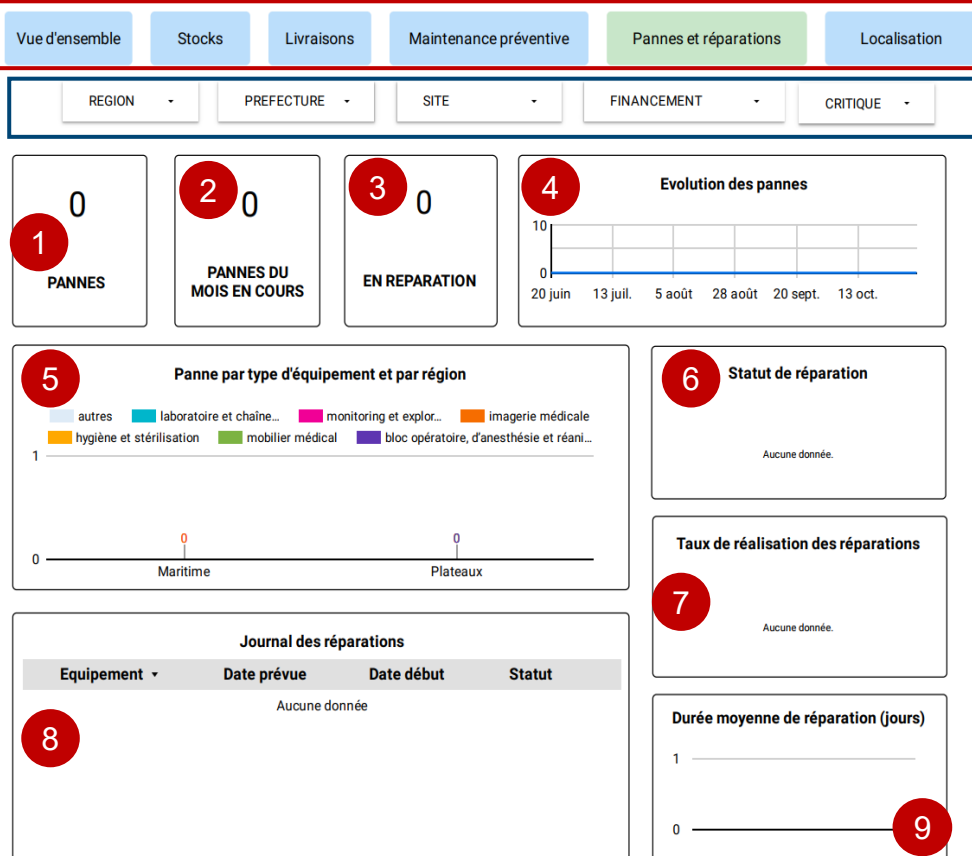 Vue d'ensemble
Stocks
Livraisons
Maintenance préventive
Pannes et réparations
Localisation
REGION
PREFECTURE
SITE
FINANCEMENT
CRITIQUE
0
1
PANNES
2
0
PANNES DU
MOIS EN COURS
3
0
EN REPARATION
4
Evolution des pannes
10
0
20 juin
13 juil.
5 août
28 août
20 sept.
13 oct.
5
Panne par type d'équipement et par région
autres
laboratoire et chaîne...
monitoring et explor...
imagerie médicale
hygiène et stérilisation
mobilier médical
bloc opératoire, d'anesthésie et réani...
1
0
0
0
Maritime
Plateaux
6
Statut de réparation
Aucune donnée.
Taux de réalisation des réparations
7
Aucune donnée.
Journal des réparations
Equipement
Date prévue
Date début
Statut
Aucune donnée
8
Durée moyenne de réparation (jours)
1
0
9